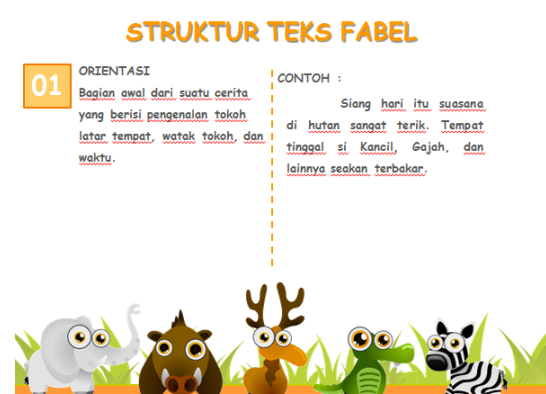 STRUKTUR TEKS FABEL
01
ORIENTASI
Bagian awal dari suatu cerita
yang berisi pengenalan tokoh
latar tempat, watak tokoh, dan
waktu.
CONTOH :
Siang hari itu suasana
di hutan sangat terik. Tempat
tinggal si Kancil, Gajah, dan
lainnya seakan terbakar.